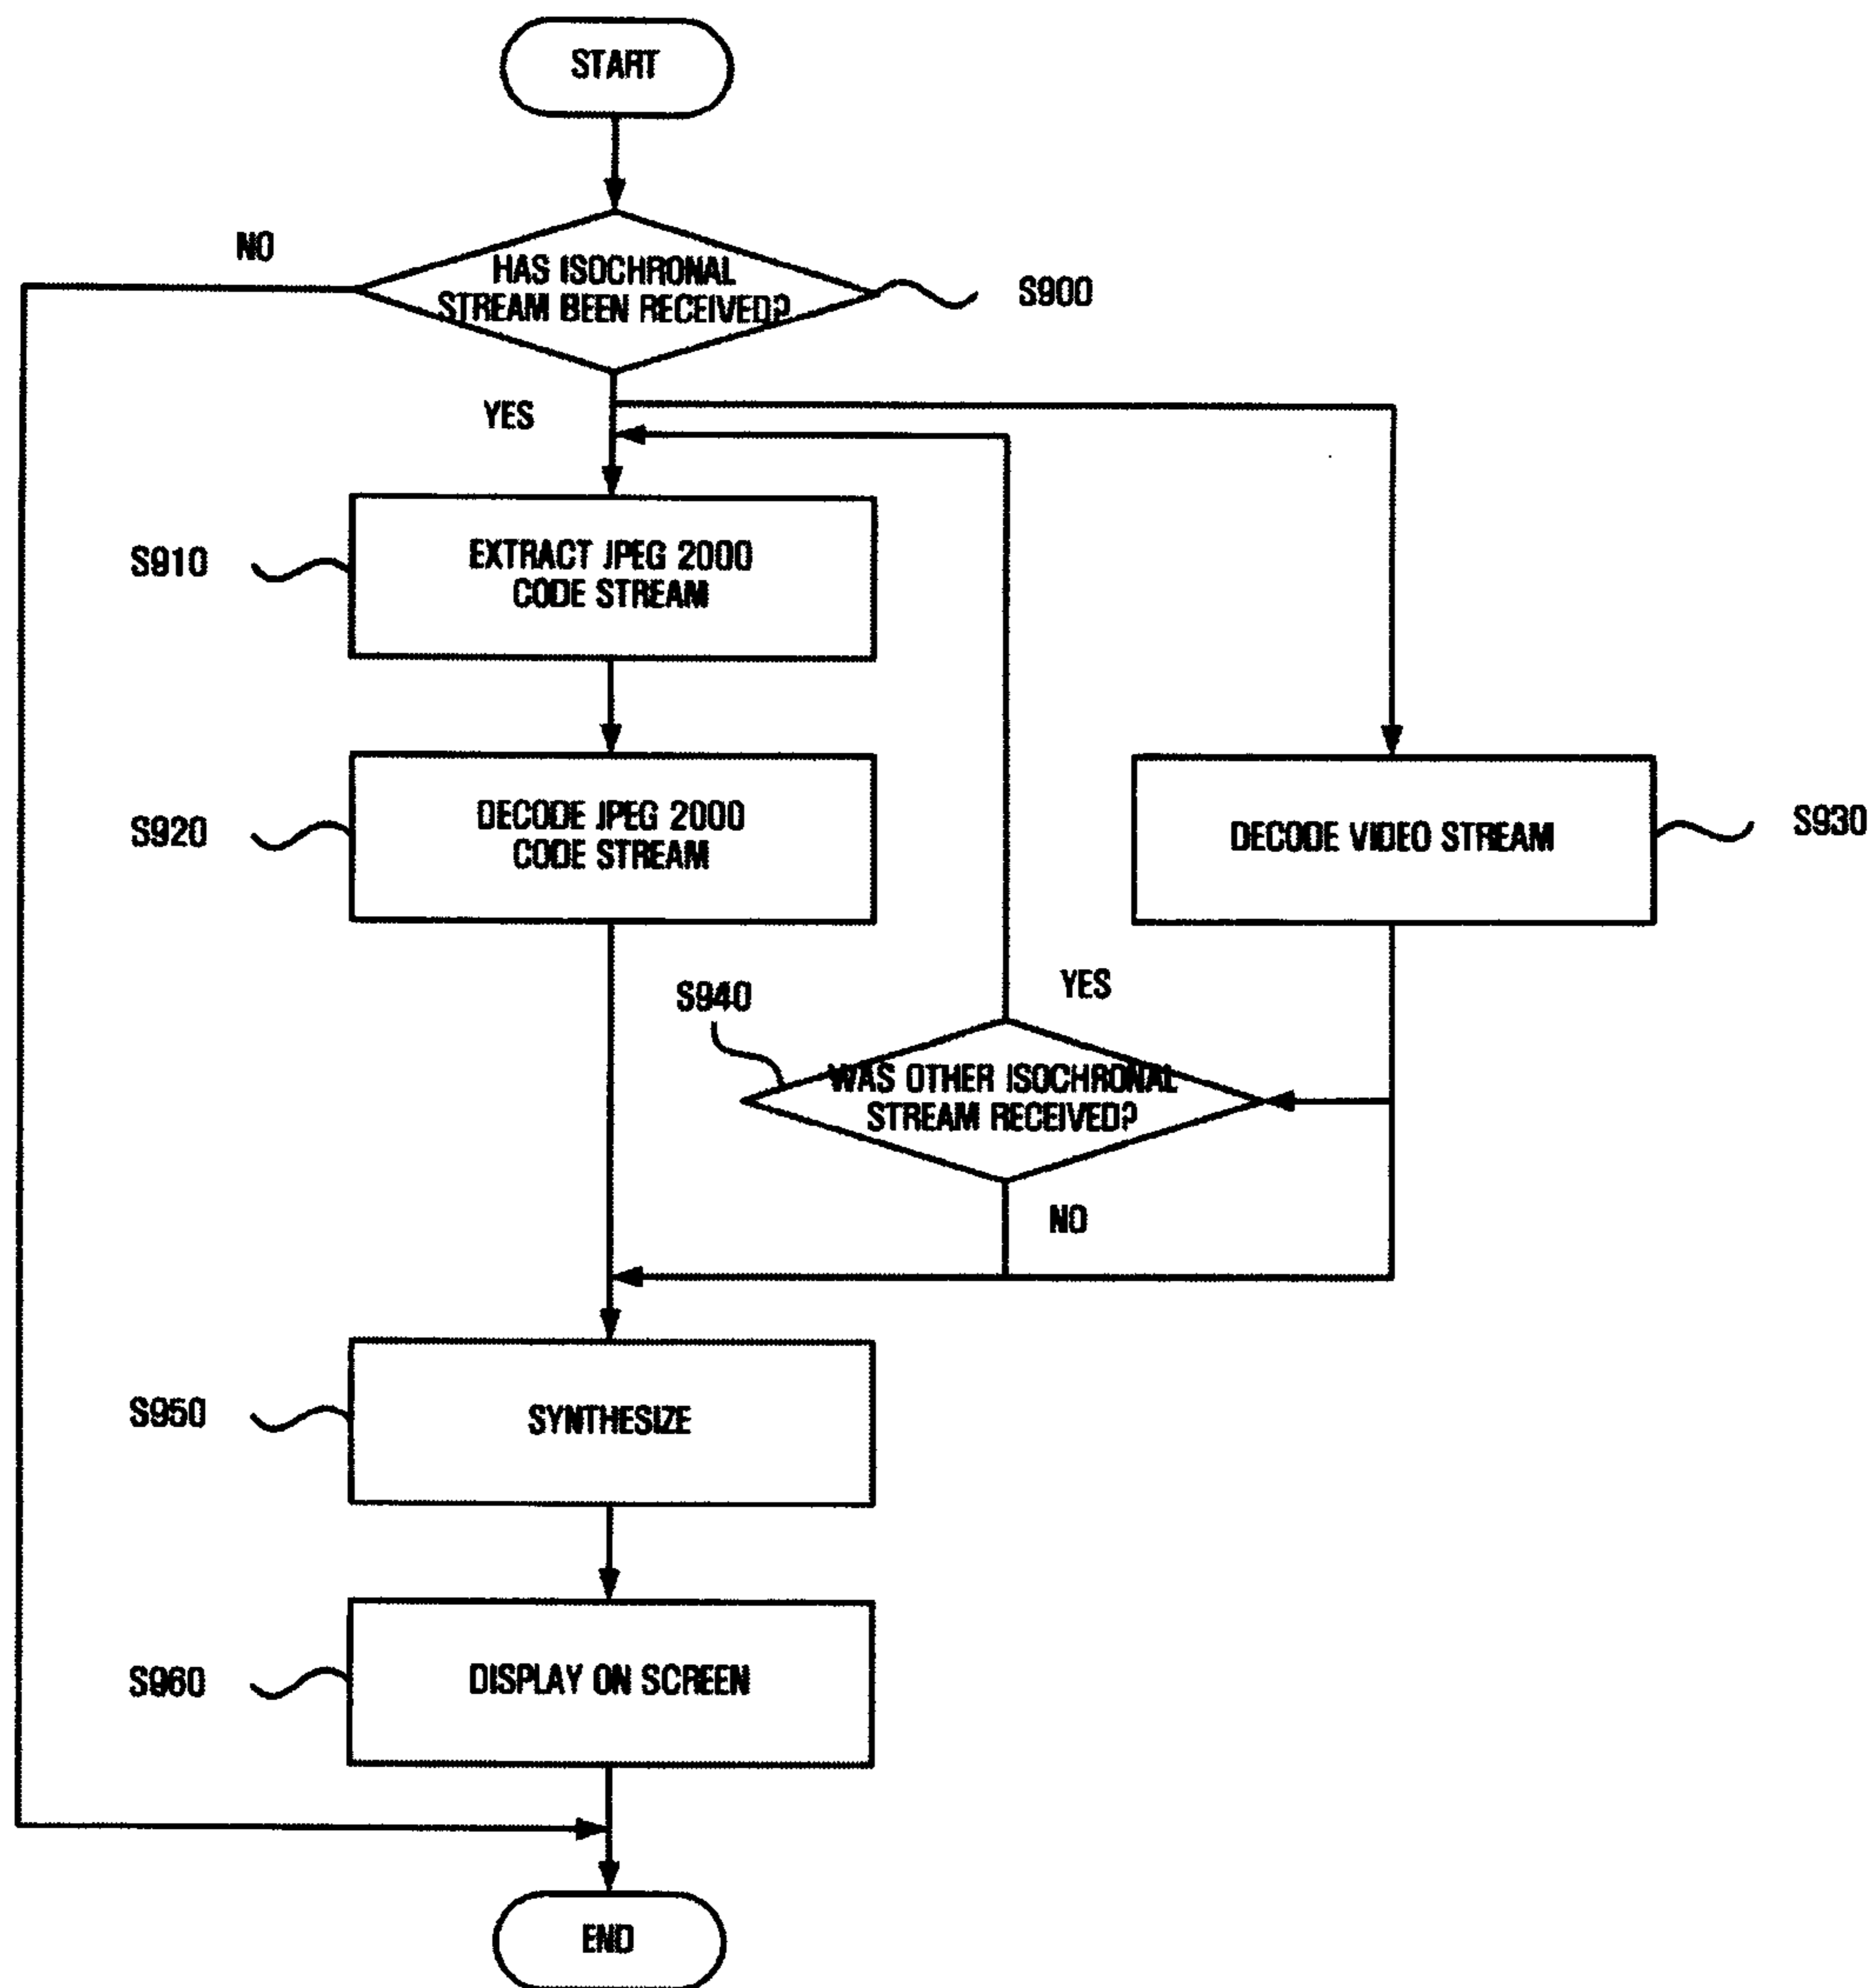 START
NO
HAS ISOCHRONAL
STREAM BEEN RECEIVED?
S900
YES
S910
EXTRACT JPEG 2000
CODE STREAM
S920
DECODE JPEG 2000
CODE STREAM
DECODE VIDEO STREAM
S930
S940
YES
WAS OTHER ISOCHRONAL
STREAM RECEIVED?
NO
S950
SYNTHESIZE
S960
DISPLAY ON SCREEN
END